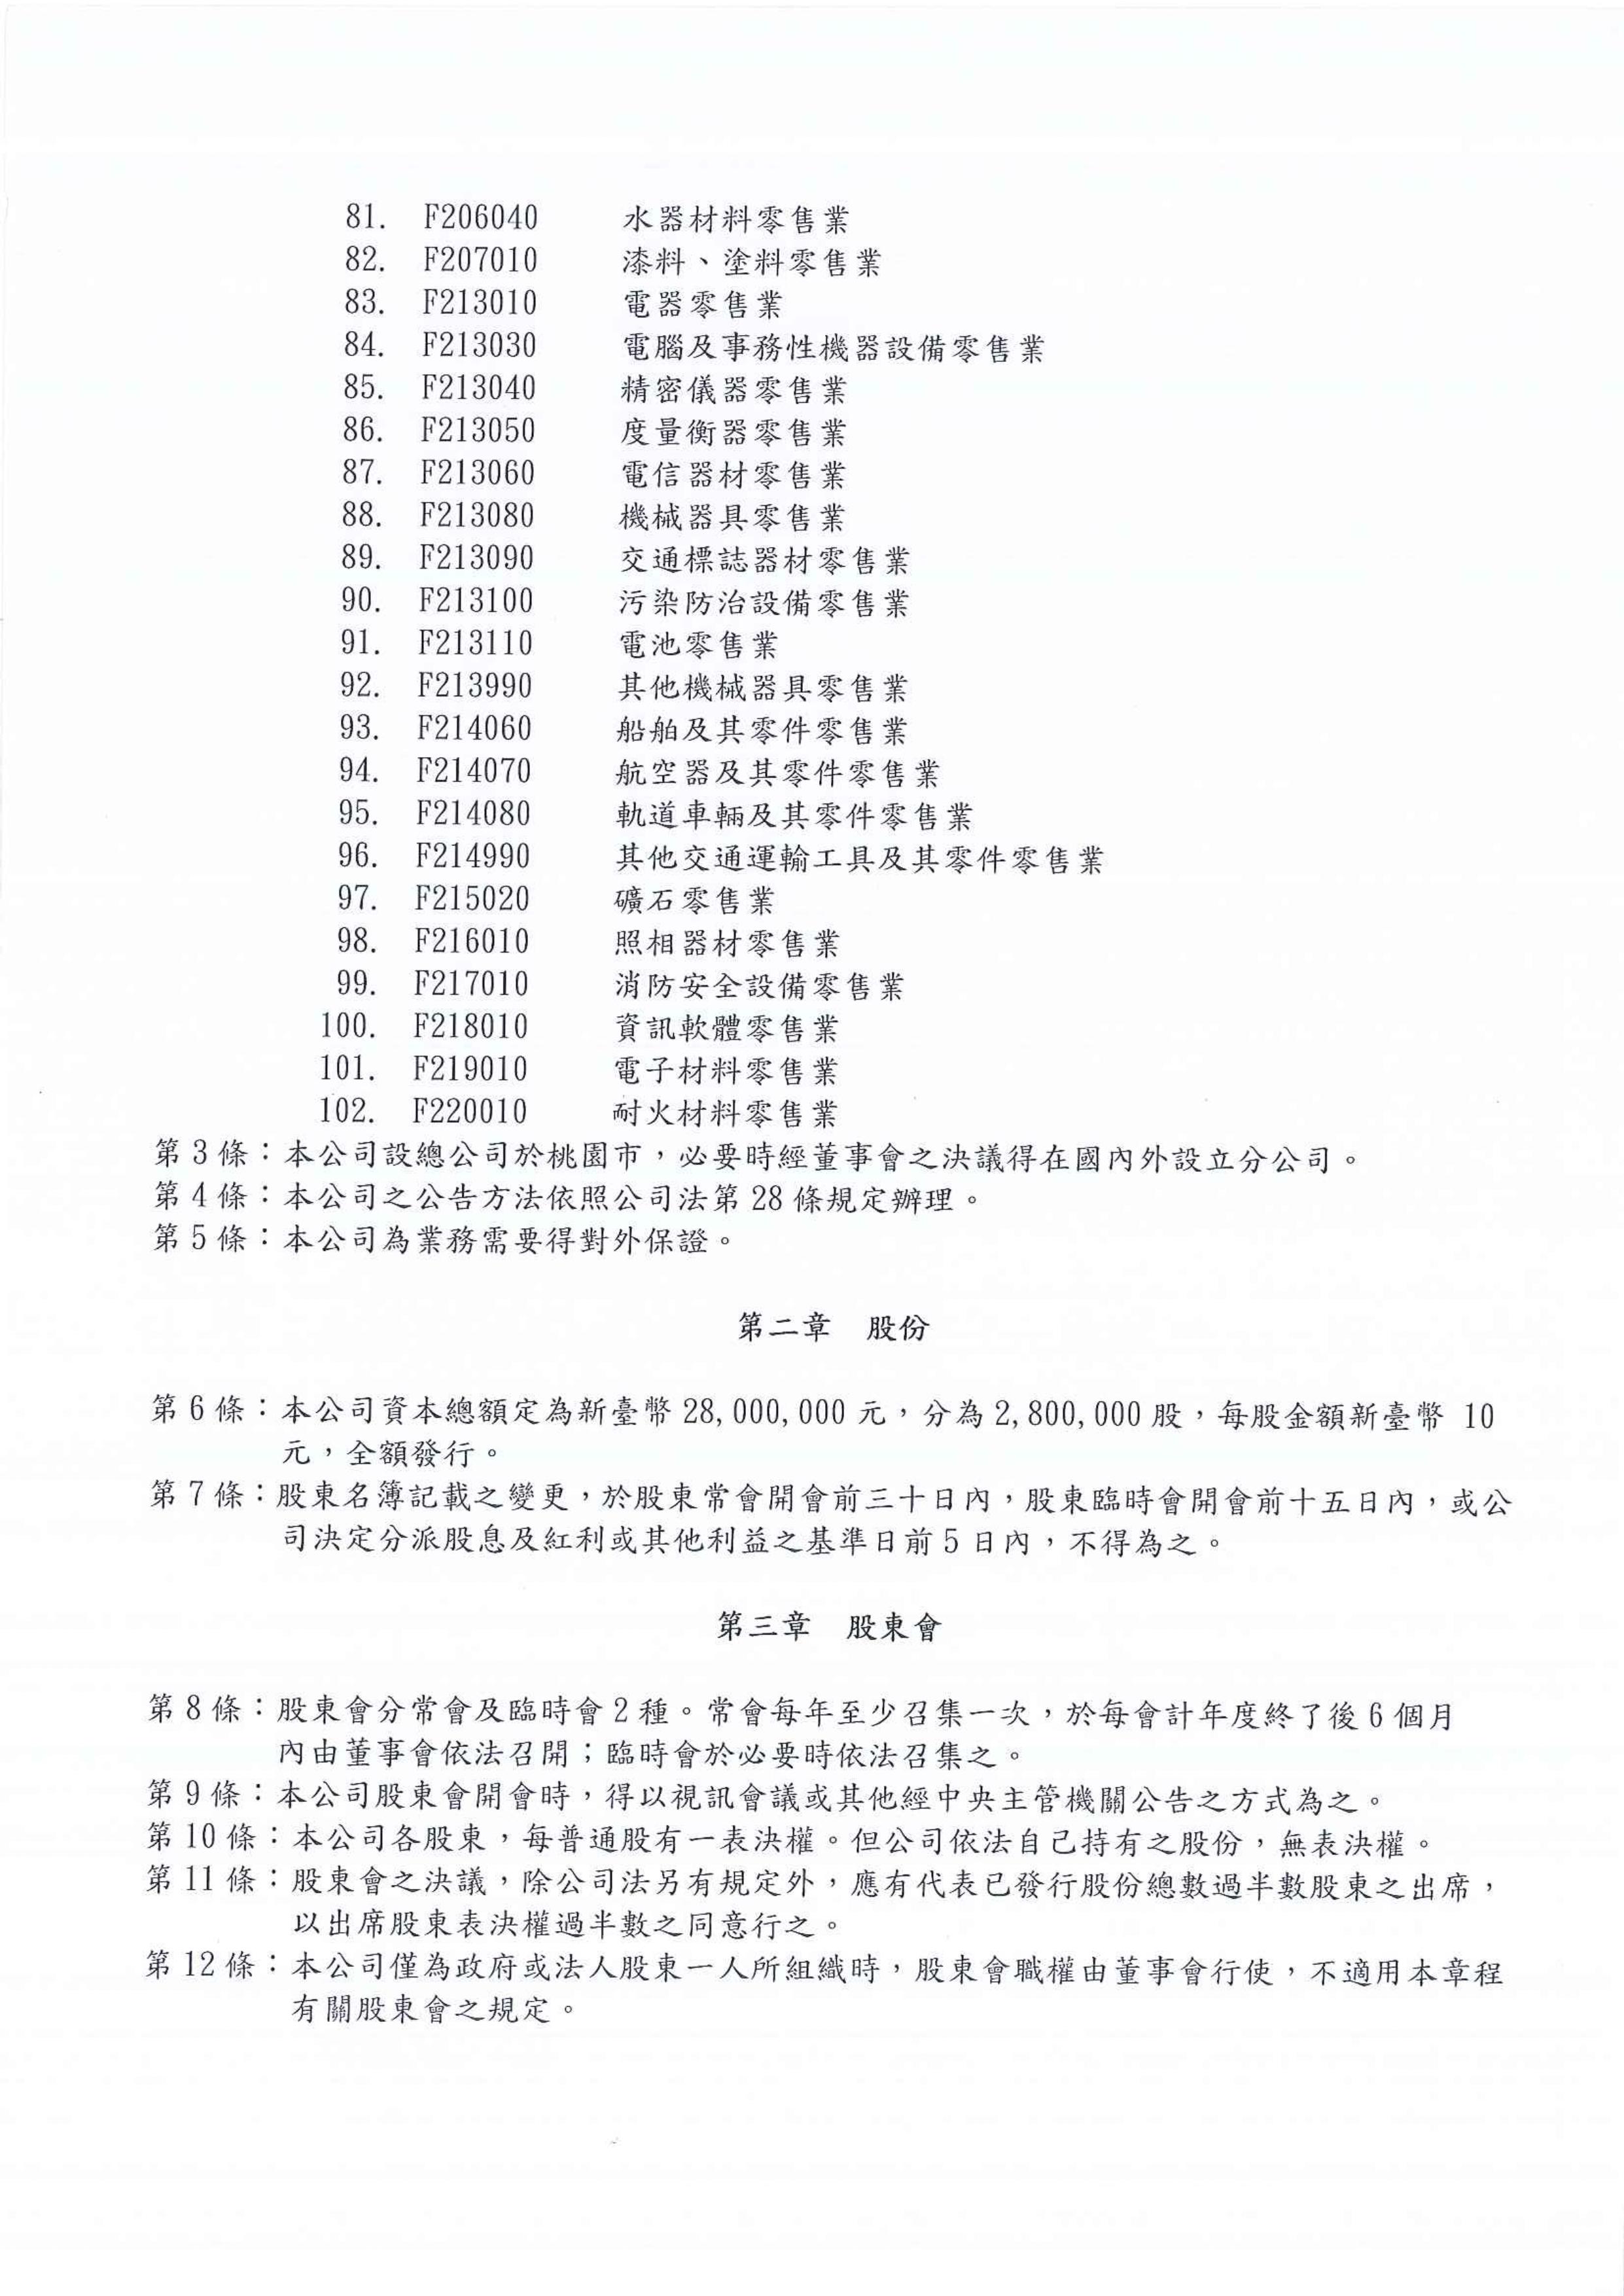 81. F206040 水器材料零售業
82. F207010 漆料、塗料零售業
83. F213010 電器零售業
84. F213030 電腦及事務性機器設備零售業
85. F213040 精密儀器零售業
86. F213050 度量衡器零售業
87. F213060 電信器材零售業
88. F213080 機械器具零售業
89. F213090 交通標誌器材零售業
90. F213100 污染防治設備零售業
91. F213110 電池零售業
92. F213990 其他機械器具零售業
93. F214060 船舶及其零件零售業
94. F214070 航空器及其零件零售業
95. F214080 軌道車輛及其零件零售業
96. F214990 其他交通運輸工具及其零件零售業
97. F215020 礦石零售業
98. F216010 照相器材零售業
99. F217010 消防安全設備零售業
100. F218010 資訊軟體零售業
101. F219010 電子材料零售業
102. F220010 耐火材料零售業
第 3 條：本公司設總公司於桃園市，必要時經董事會之決議得在國內外設立分公司。
第 4 條：本公司之公告方法依照公司法第 28 條規定辦理。
第 5 條：本公司為業務需要得對外保證。
第二章 股份
第 6 條：本公司資本總額定為新臺幣 28,000,000 元，分為 2,800,000 股，每股金額新臺幣 10
元，全額發行。
第 7 條：股東名簿記載之變更，於股東常會開會前三十日內，股東臨時會開會前十五日內，或公
司決定分派股息及紅利或其他利益之基準日前 5 日內，不得為之。
第三章 股東會
第 8 條：股東會分常會及臨時會 2 種。常會每年至少召集一次，於每會計年度終了後 6 個月
內由董事會依法召開；臨時會於必要時依法召集之。
第 9 條：本公司股東會開會時，得以視訊會議或其他經中央主管機關公告之方式為之。
第 10 條：本公司各股東，每普通股有一表決權。但公司依法自己持有之股份，無表決權。
第 11 條：股東會之決議，除公司法另有規定外，應有代表已發行股份總數過半數股東之出席，
以出席股東表決權過半數之同意行之。
第 12 條：本公司僅為政府或法人股東一人所組織時，股東會職權由董事會行使，不適用本章程
有關股東會之規定。